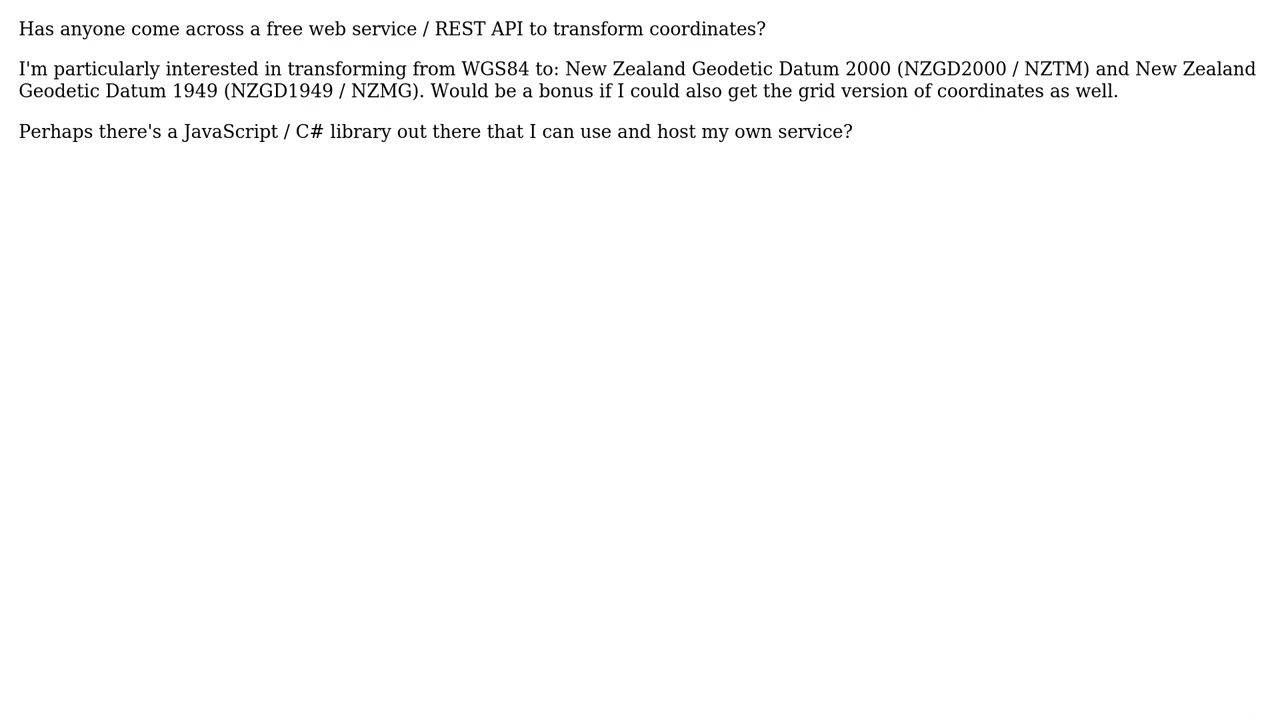 Has anyone come across a free web service / REST API to transform coordinates?
I'm particularly interested in transforming from WGS84 to: New Zealand Geodetic Datum 2000 (NZGD2000 / NZTM) and New Zealand
Geodetic Datum 1949 (NZGD1949 / NZMG). Would be a bonus if I could also get the grid version of coordinates as well.
Perhaps there's a JavaScript / C# library out there that I can use and host my own service?